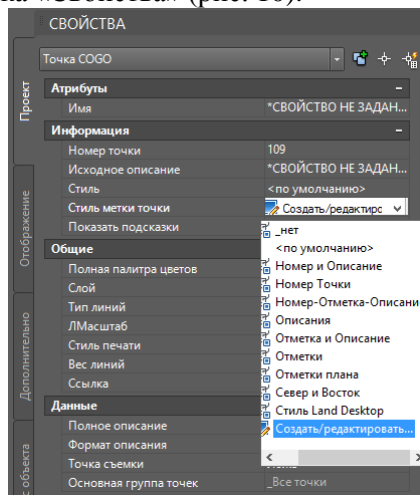 на «Свойства» (рис. 10).
СВОЙСТВА
Точка COGO
Проект
Атрибуты
Имя *СВОЙСТВО НЕ ЗАДАН...
Информация
Номер точки 109
Исходное описание *СВОЙСТВО НЕ ЗАДАН...
Стиль <по умолчанию>
Стиль метки точки Создать/редактирс
Показать подсказки
_нет
Отображение
Общие <по умолчанию>
Полная палитра цветов Номер и Описание
Слой Номер Точки
Тип линий Номер-Отметка-Описани
ЛМасштаб Описания
Стиль печати Отметка и Описание
Вес линий Отметки
Ссылка Отметки плана
Дополнительно
Данные Север и Восток
Стиль Land Desktop
Полное описание Создать/редактировать...
Формат описания
Точка съемки
Основная группа точек _Все точки
с объекта